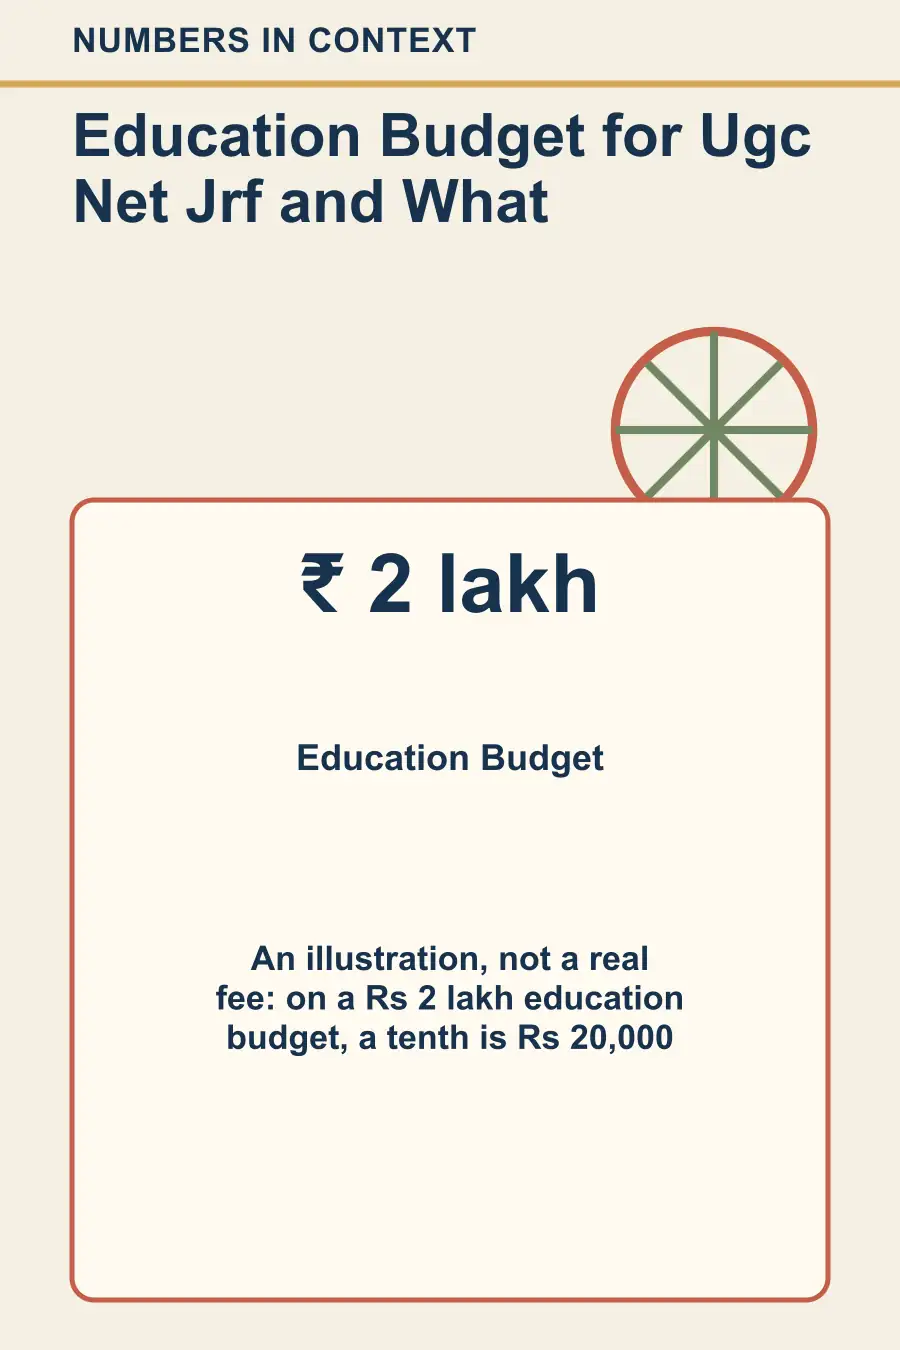 NUMBERS IN CONTEXT
Education Budget for Ugc
Net Jrf and What
₹ 2 lakh
Education Budget
An illustration, not a real
fee: on a Rs 2 lakh education
budget, a tenth is Rs 20,000